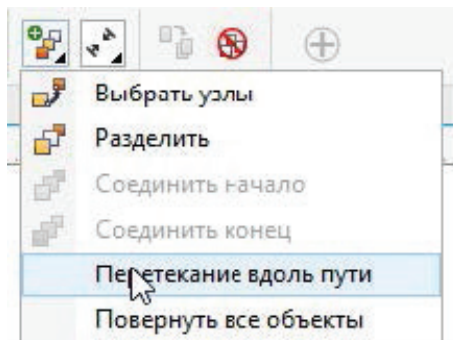 Выбрать узлы
Разделить
Соединить начало
Соединить конец
Перетекание вдоль пути
Повернуть все объекты